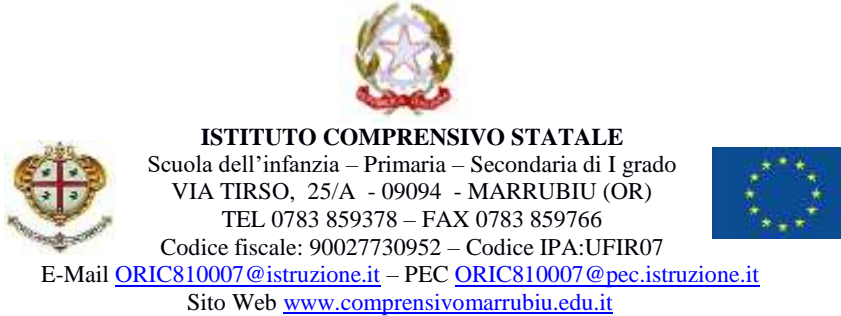 ISTITUTO COMPRENSIVO STATALE
Scuola dell’infanzia – Primaria – Secondaria di I grado
VIA TIRSO, 25/A - 09094 - MARRUBIU (OR)
TEL 0783 859378 – FAX 0783 859766
Codice fiscale: 90027730952 – Codice IPA:UFIR07
E-Mail ORIC810007@istruzione.it – PEC ORIC810007@pec.istruzione.it
Sito Web www.comprensivomarrubiu.edu.it